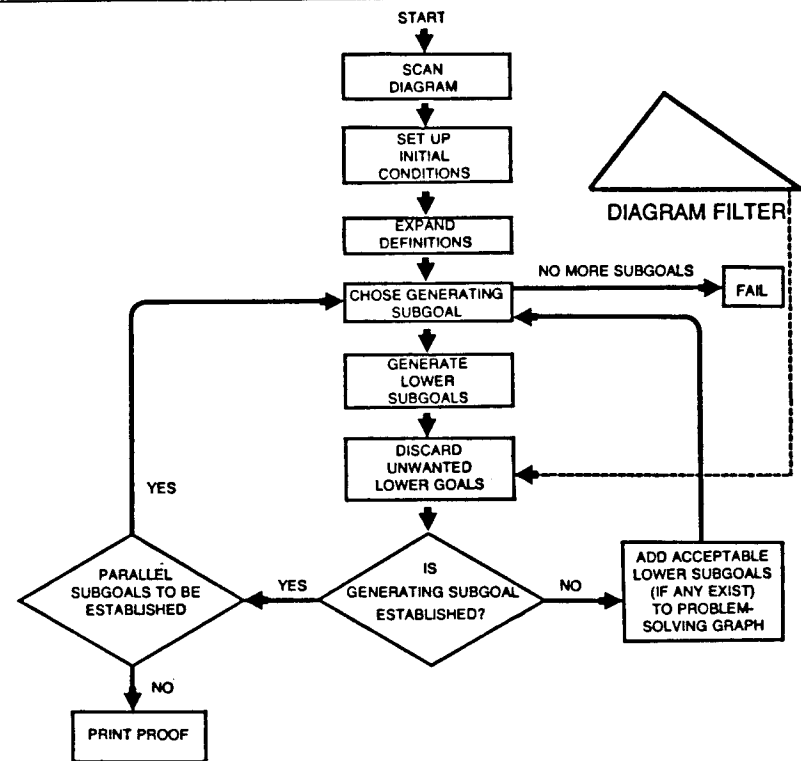 START
SCAN
DIAGRAM
SET UP
INITIAL
CONDITIONS
DIAGRAM FILTER
EXPAND
DEFINITIONS
NO MORE SUBGOALS
CHOSE GENERATING
SUBGOAL
FAIL
GENERATE
LOWER
SUBGOALS
DISCARD
UNWANTED
LOWER GOALS
YES
PARALLEL
SUBGOALS TO BE
ESTABLISHED
YES
IS
GENERATING SUBGOAL
ESTABLISHED?
NO
ADD ACCEPTABLE
LOWER SUBGOALS
(IF ANY EXIST)
TO PROBLEM-
SOLVING GRAPH
NO
PRINT PROOF